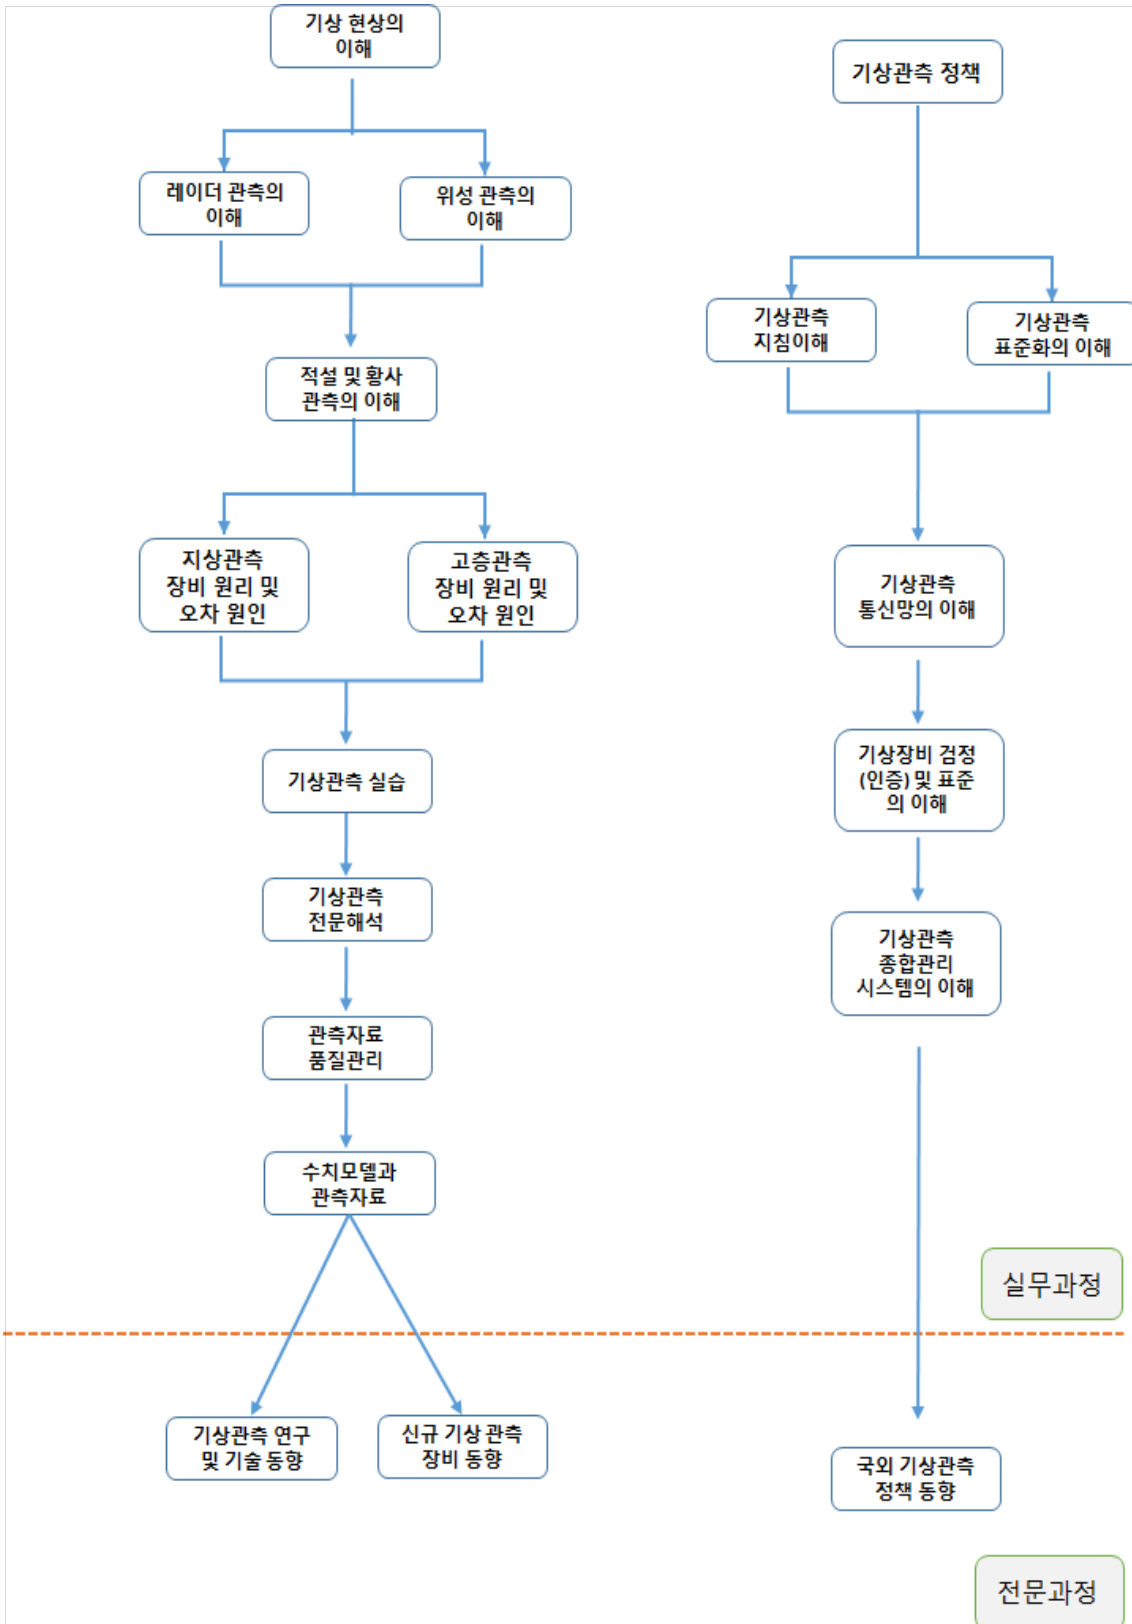 기상 현상의
이해
기상관측 정책
레이더 관측의
이해
위성 관측의
이해
기상관측
지침이해
기상관측
표준화의 이해
적설 및 황사
관측의 이해
지상관측
장비 원리 및
오차 원인
고층관측
장비 원리 및
오차 원인
기상관측
통신망의 이해
기상관측 실습
기상장비 검정
(인증) 및 표준
의 이해
기상관측
전문해석
기상관측
종합관리
시스템의 이해
관측자료
품질관리
수치모델과
관측자료
실무과정
기상관측 연구
및 기술 동향
신규 기상 관측
장비 동향
국외 기상관측
정책 동향
전문과정